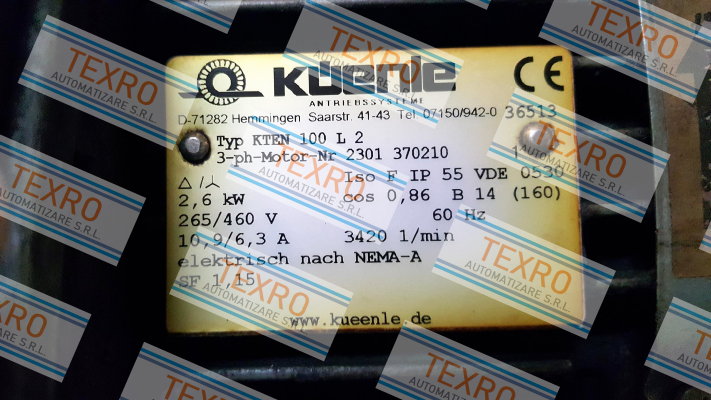 KUENLE
CE
ANTRIEBSSYSTEME
D-71282 Hemmingen Saarstr. 41-43 Tel. 07150/942-0 36513
Typ KTEN 100 L 2
3-ph-Motor-Nr 2301 370210
Iso F IP 55 VDE 0530
2,6 kW cos 0,86 B 14 (160)
265/460 V 60 Hz
10,9/6,3 A 3420 1/min
elektrisch nach NEMA-A
SF 1,15
www.kueenle.de
TEXRO
AUTOMATIZARE S.R.L.